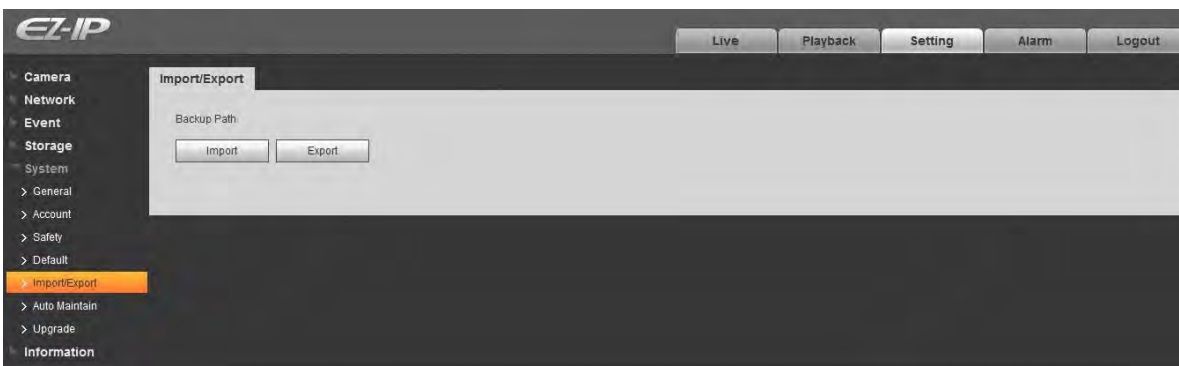 EZ-IP
Live Playback Setting Alarm Logout
Camera
Import/Export
Network
Event
Backup Path
Storage
Import Export
System
General
Account
Safety
Default
Import/Export
Auto Maintain
Upgrade
Information